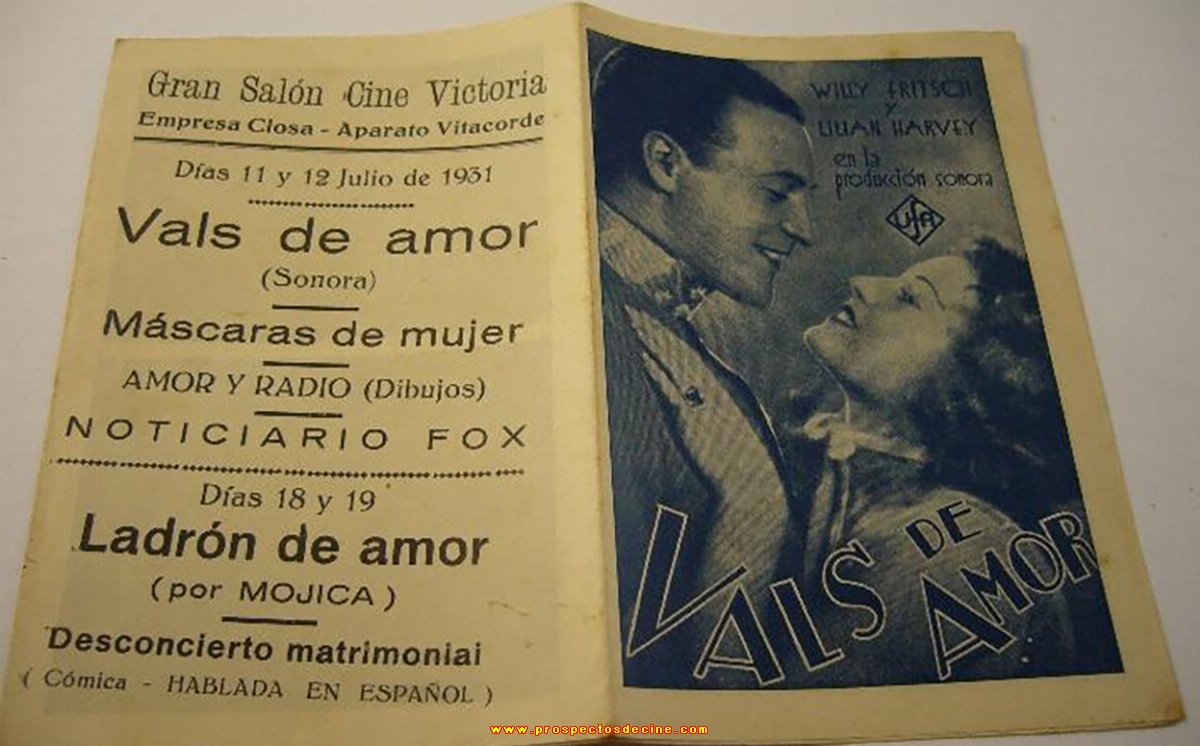 Gran Salón Cine Victoria
Empresa Closa - Aparato Vitacorde
Días 11 y 12 Julio de 1931
Vals de amor
(Sonora)
Máscaras de mujer
AMOR Y RADIO (Dibujos)
NOTICIARIO FOX
Días 18 y 19
Ladrón de amor
(por MOJICA)
Desconcierto matrimonial
(Cómica - HABLADA EN ESPAÑOL)
WILLY FRITSCH
Y
LILIAN HARVEY
en la
producción sonora
UFA
VALS DE AMOR
www.prospectosdecine.com